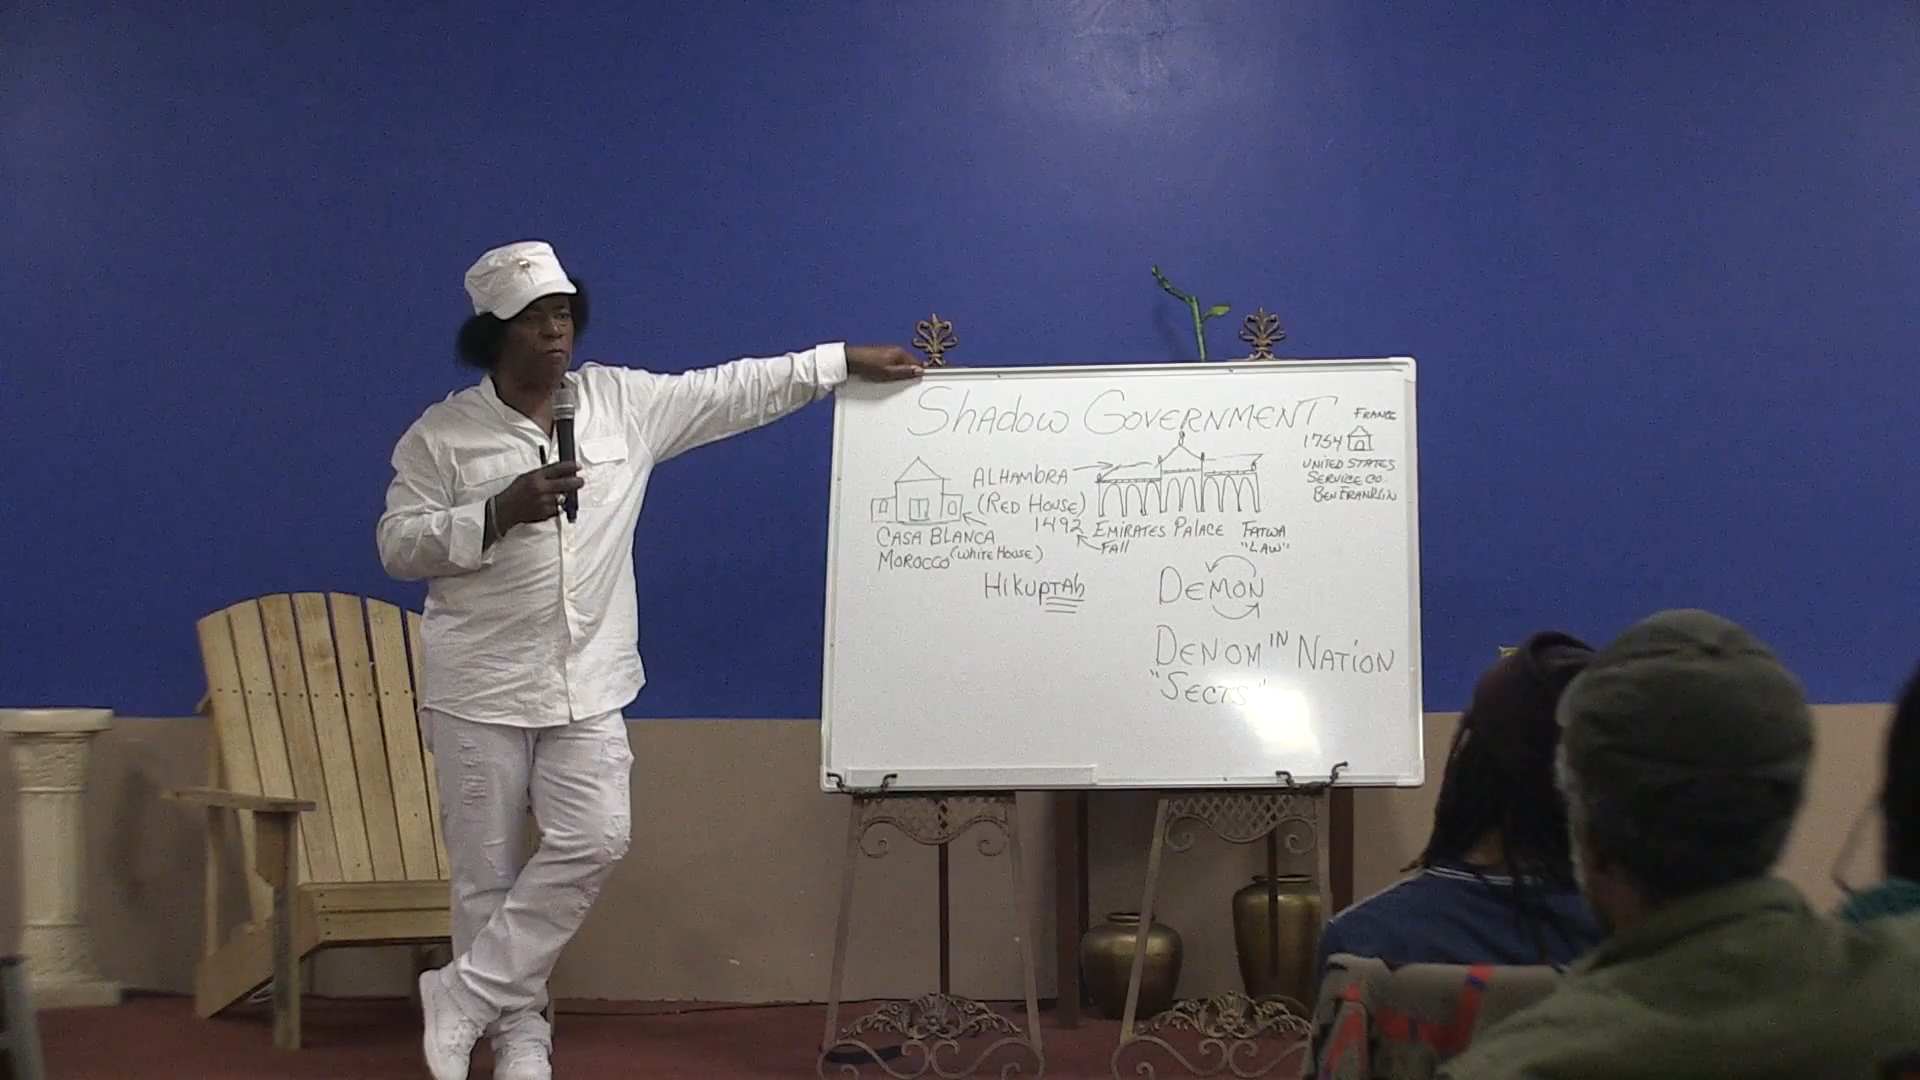 Shadow GOVERNMENT
FRANCE
1754
UNITED STATES
SERVICE CO.
BEN FRANKLIN
ALHAMBRA
(RED HOUSE)
1492
CASA BLANCA
MOROCCO (WHITE HOUSE)
EMIRATES PALACE
FALL
FATWA
"LAW"
HIKUPTAH
DEMON
DENOM IN NATION
"SECTS"